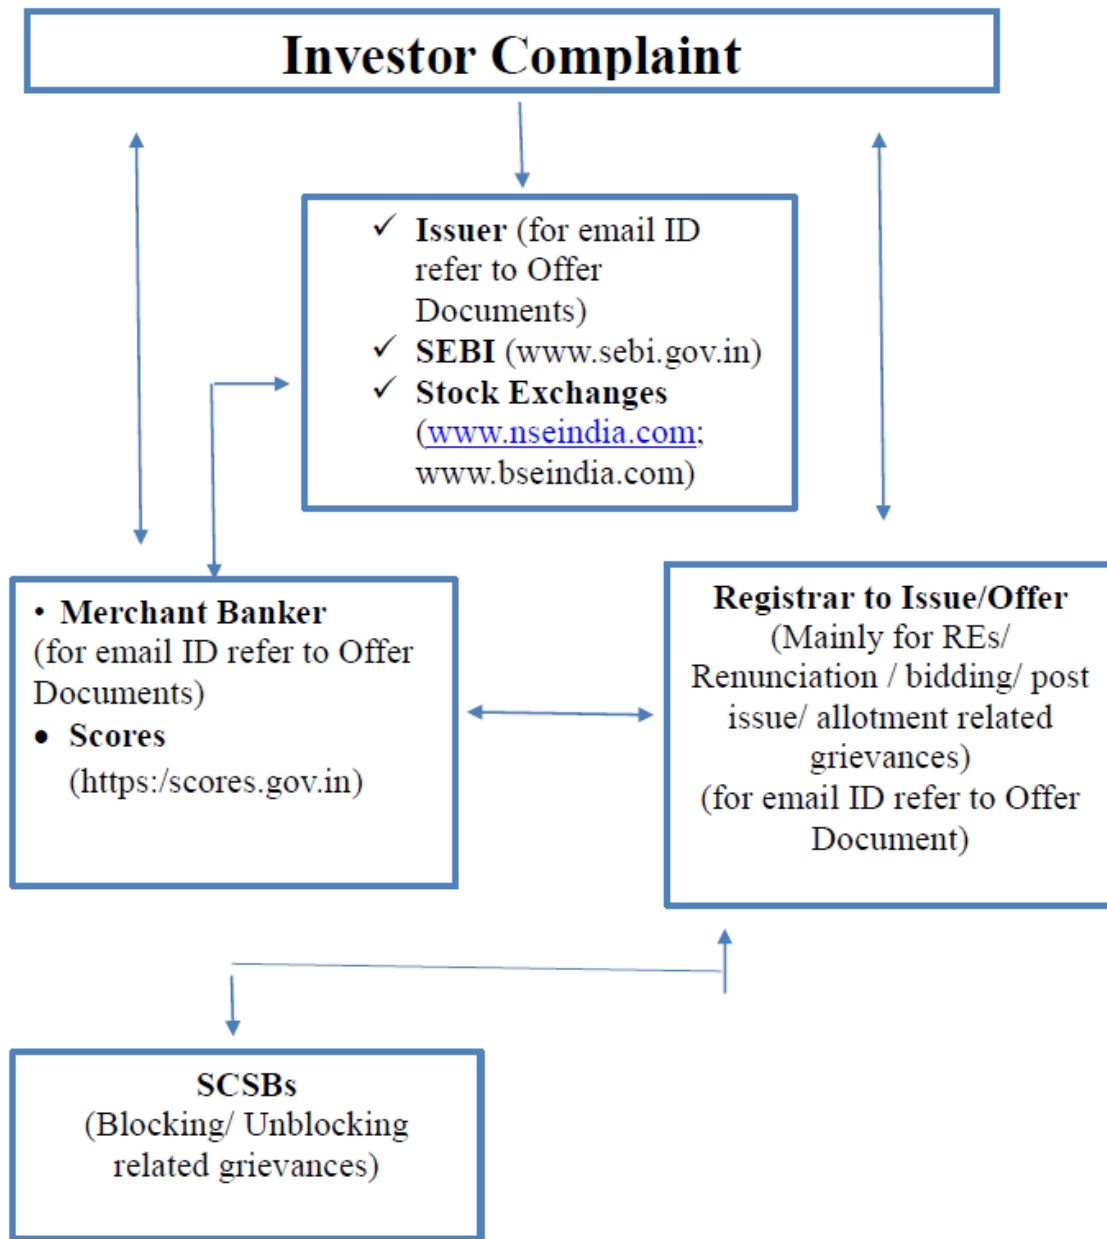 Investor Complaint
✓ Issuer (for email ID
refer to Offer
Documents)
✓ SEBI (www.sebi.gov.in)
✓ Stock Exchanges
(www.nseindia.com;
www.bseindia.com)
• Merchant Banker
(for email ID refer to Offer
Documents)
• Scores
(https:/scores.gov.in)
Registrar to Issue/Offer
(Mainly for REs/
Renunciation / bidding/ post
issue/ allotment related
grievances)
(for email ID refer to Offer
Document)
SCSBs
(Blocking/ Unblocking
related grievances)